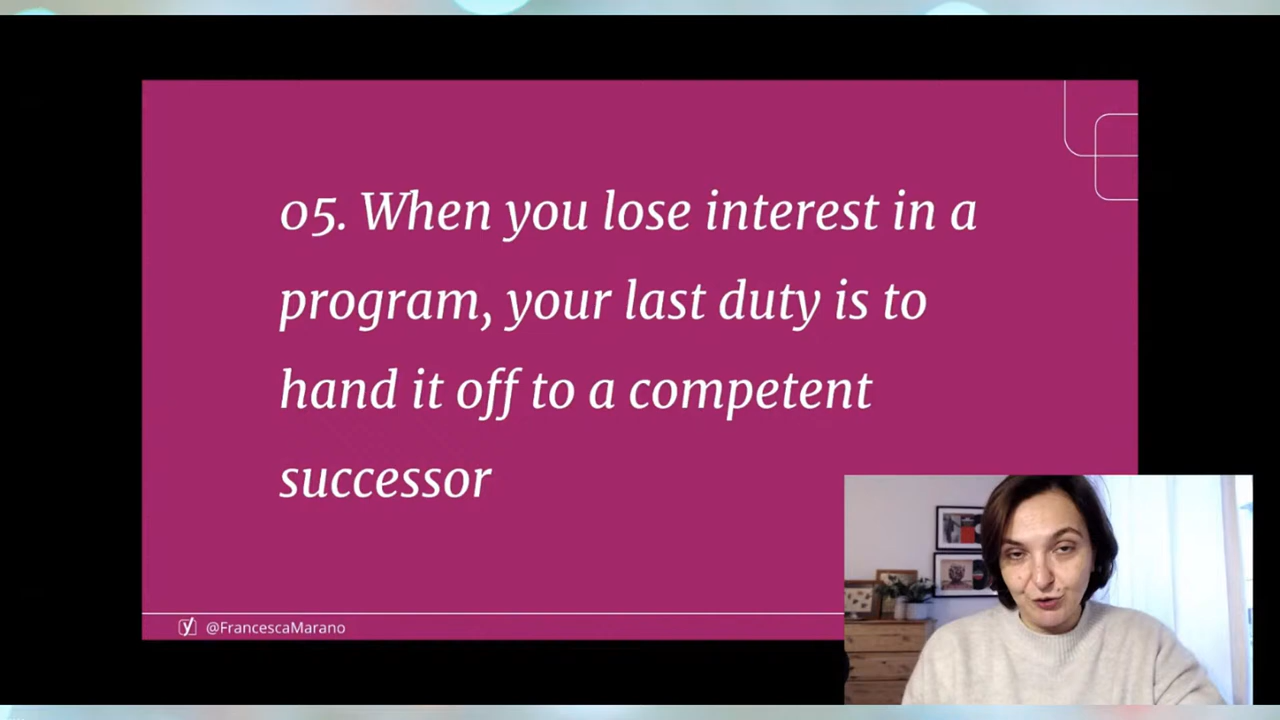 05. When you lose interest in a
program, your last duty is to
hand it off to a competent
successor
y @FrancescaMarano